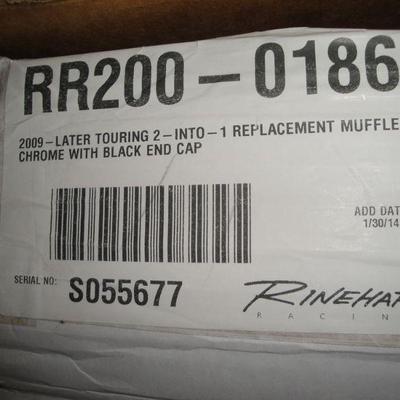 RR200-0186
2009-LATER TOURING 2-INTO-1 REPLACEMENT MUFFLE
CHROME WITH BLACK END CAP
ADD DAT
1/30/14
SERIAL NO: S055677
RINEHAR
RACIN